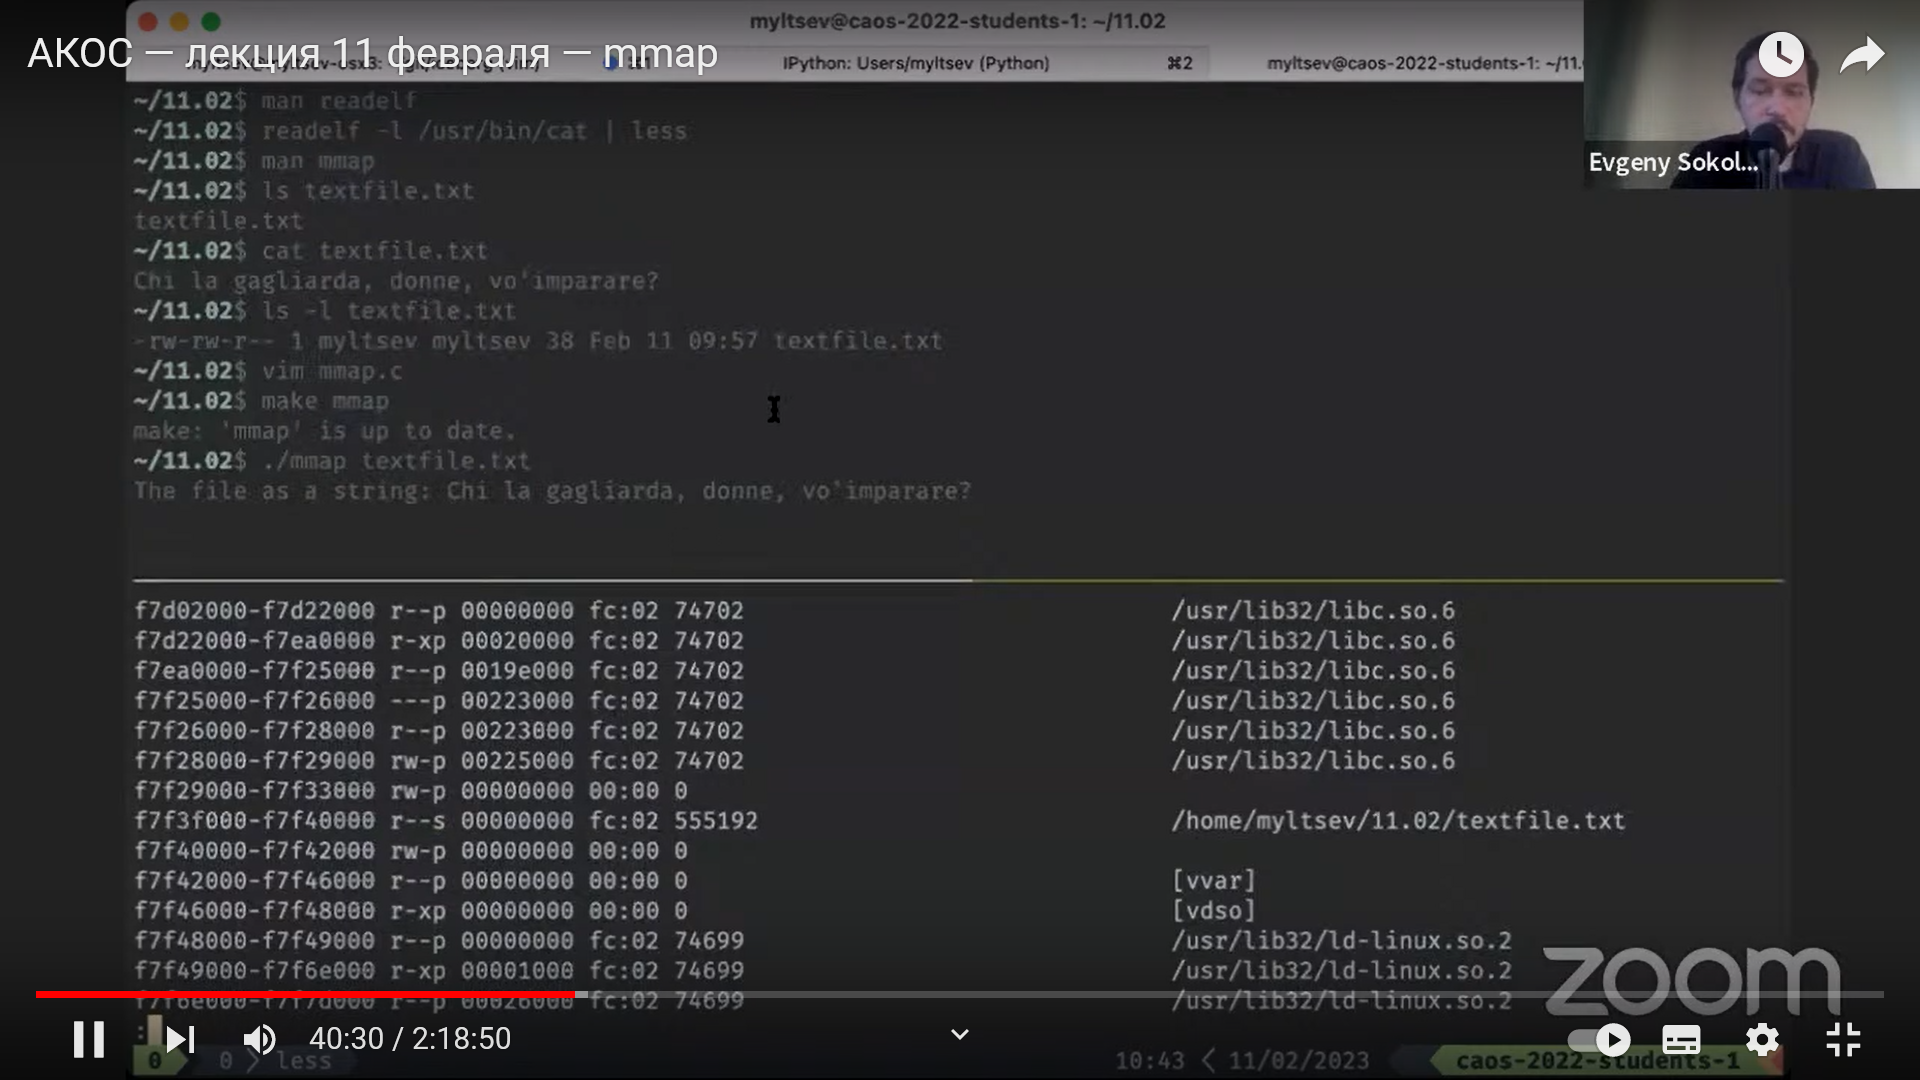 myltsev@caos-2022-students-1: ~/11.02
АКОС — лекция 11 февраля — mmap
IPython: Users/myltsev (Python)
⌘2
myltsev@caos-2022-students-1: ~/11.
Evgeny Sokol...
~/11.02$ man readelf
~/11.02$ readelf -l /usr/bin/cat | less
~/11.02$ man mmap
~/11.02$ ls textfile.txt
textfile.txt
~/11.02$ cat textfile.txt
Chi la gagliarda, donne, vo'imparare?
~/11.02$ ls -l textfile.txt
-rw-rw-r-- 1 myltsev myltsev 38 Feb 11 09:57 textfile.txt
~/11.02$ vim mmap.c
~/11.02$ make mmap
make: 'mmap' is up to date.
~/11.02$ ./mmap textfile.txt
The file as a string: Chi la gagliarda, donne, vo'imparare?
f7d02000-f7d22000 r--p 00000000 fc:02 74702 /usr/lib32/libc.so.6
f7d22000-f7ea0000 r-xp 00020000 fc:02 74702 /usr/lib32/libc.so.6
f7ea0000-f7f25000 r--p 0019e000 fc:02 74702 /usr/lib32/libc.so.6
f7f25000-f7f26000 ---p 00223000 fc:02 74702 /usr/lib32/libc.so.6
f7f26000-f7f28000 r--p 00223000 fc:02 74702 /usr/lib32/libc.so.6
f7f28000-f7f29000 rw-p 00225000 fc:02 74702 /usr/lib32/libc.so.6
f7f29000-f7f33000 rw-p 00000000 00:00 0
f7f3f000-f7f40000 r--s 00000000 fc:02 555192 /home/myltsev/11.02/textfile.txt
f7f40000-f7f42000 rw-p 00000000 00:00 0
f7f42000-f7f46000 r--p 00000000 00:00 0 [vvar]
f7f46000-f7f48000 r-xp 00000000 00:00 0 [vdso]
f7f48000-f7f49000 r--p 00000000 fc:02 74699 /usr/lib32/ld-linux.so.2
f7f49000-f7f6e000 r-xp 00001000 fc:02 74699 /usr/lib32/ld-linux.so.2
f7f6e000-f7f7d000 r--p 00026000 fc:02 74699 /usr/lib32/ld-linux.so.2
zoom
:
40:30 / 2:18:50
0 0 less 10:43 11/02/2023 caos-2022-students-1